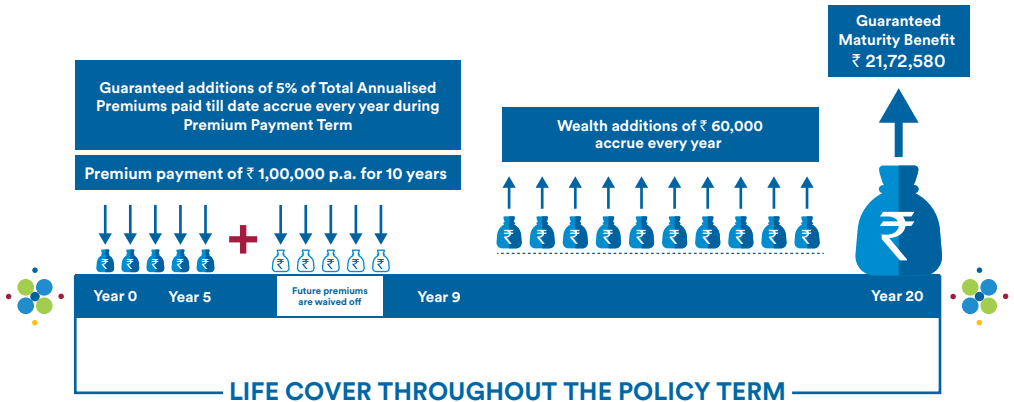 Guaranteed
Maturity Benefit
₹ 21,72,580
Guaranteed additions of 5% of Total Annualised
Premiums paid till date accrue every year during
Premium Payment Term
Wealth additions of ₹ 60,000
accrue every year
Premium payment of ₹ 1,00,000 p.a. for 10 years
Year 0
Year 5
Future premiums
are waived off
Year 9
Year 20
LIFE COVER THROUGHOUT THE POLICY TERM